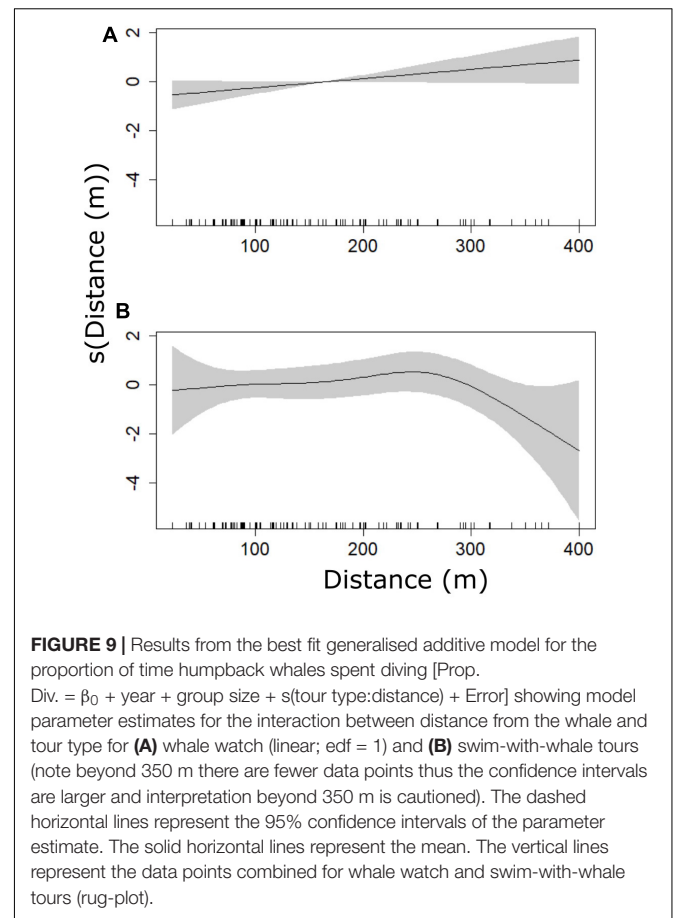 A
2
0
-2
-4
100 200 300 400
s(Distance (m))
B
2
0
-2
-4
100 200 300 400
Distance (m)
FIGURE 9 | Results from the best fit generalised additive model for the
proportion of time humpback whales spent diving [Prop.
Div. = β0 + year + group size + s(tour type:distance) + Error] showing model
parameter estimates for the interaction between distance from the whale and
tour type for (A) whale watch (linear; edf = 1) and (B) swim-with-whale tours
(note beyond 350 m there are fewer data points thus the confidence intervals
are larger and interpretation beyond 350 m is cautioned). The dashed
horizontal lines represent the 95% confidence intervals of the parameter
estimate. The solid horizontal lines represent the mean. The vertical lines
represent the data points combined for whale watch and swim-with-whale
tours (rug-plot).